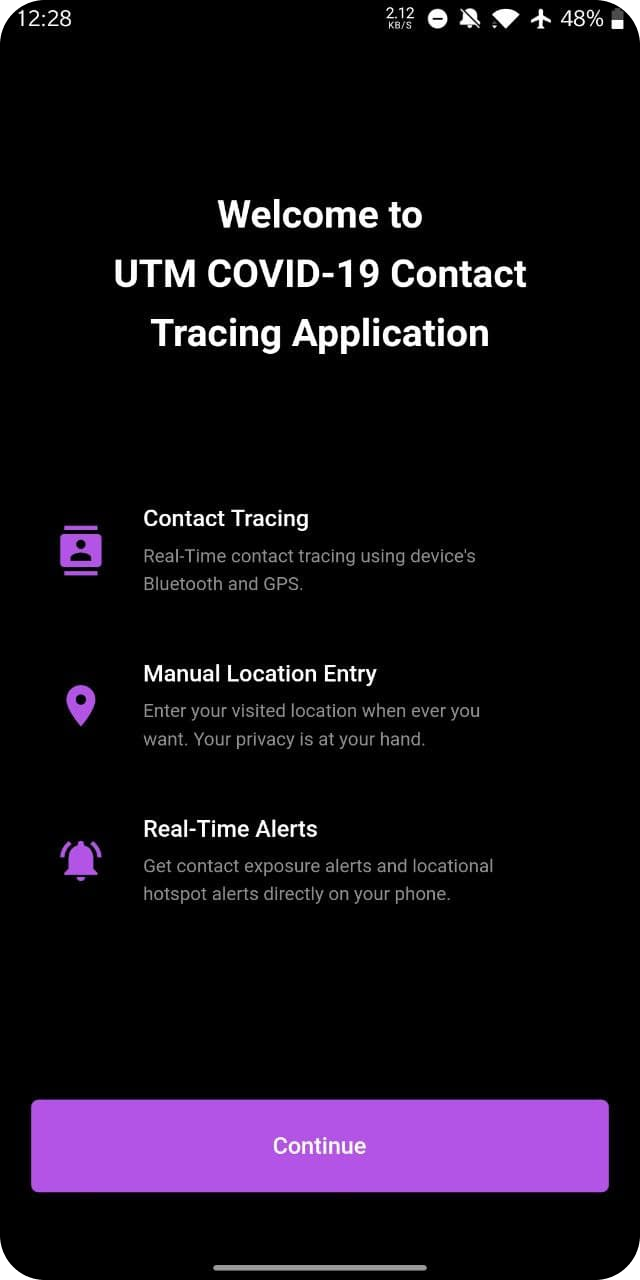 12:28
2.12
KB/S
48%
Welcome to
UTM COVID-19 Contact
Tracing Application
Contact Tracing
Real-Time contact tracing using device's
Bluetooth and GPS.
Manual Location Entry
Enter your visited location when ever you
want. Your privacy is at your hand.
Real-Time Alerts
Get contact exposure alerts and locational
hotspot alerts directly on your phone.
Continue